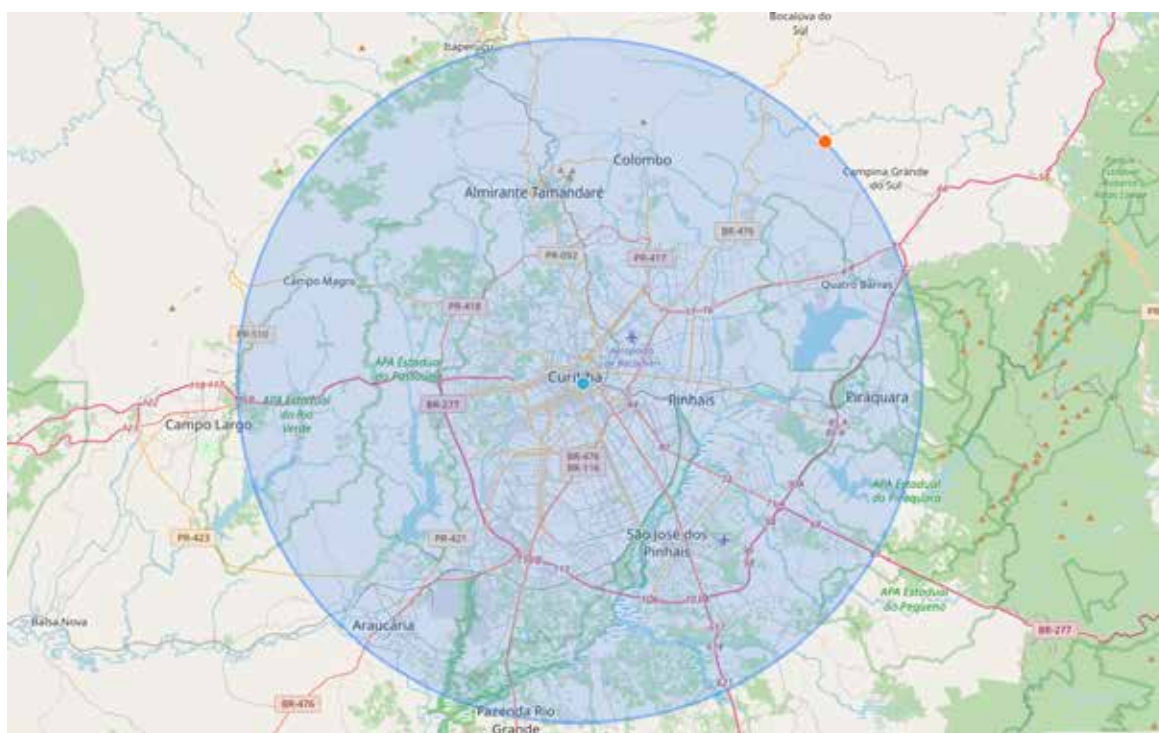 Bocaiúva do
Sul
Itaperuçu
Colombo
Almirante Tamandaré
Campina Grande
do Sul
BR-476
PR-092
PR-417
Campo Magro
Quatro Barras
PR-418
PR-510
APA Estadual
do Passaúna
Curitiba
Pinhais
Piraquara
BR-277
APA Estadual
do Rio
Verde
Campo Largo
BR-476
BR-116
APA Estadual
do Piraquara
PR-423
PR-421
São José dos
Pinhais
APA Estadual
do Pequeno
Balsa Nova
Araucária
BR-277
BR-476
Fazenda Rio
Grande